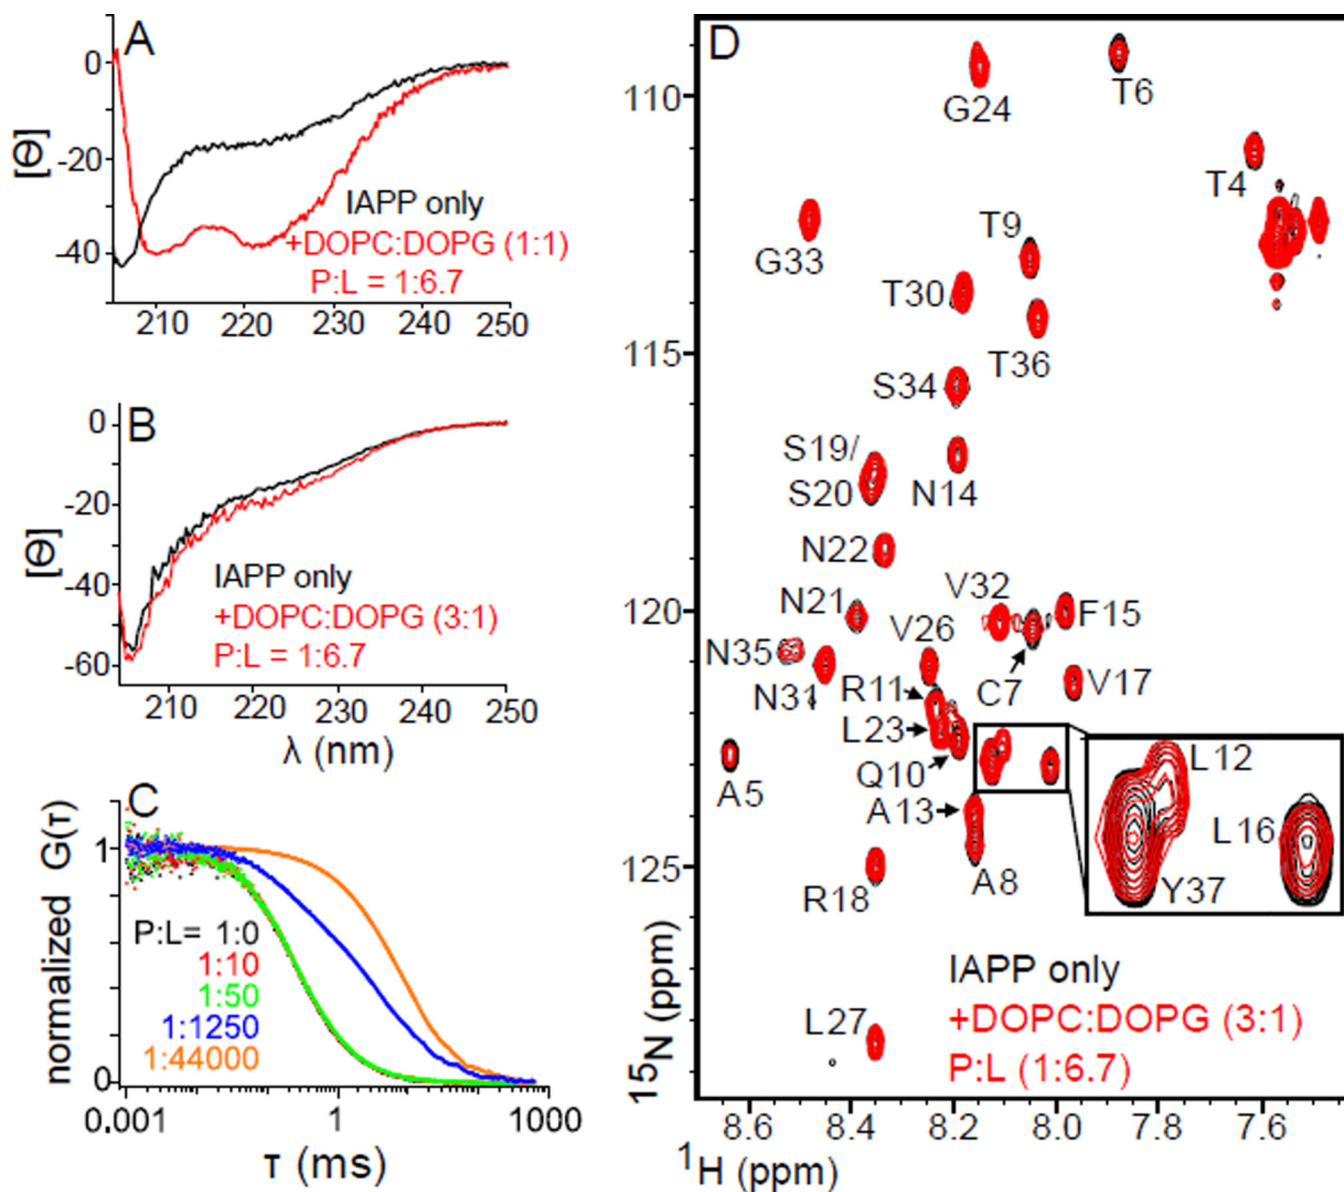 A
0
-20
-40
[Θ]
IAPP only
+DOPC:DOPG (1:1)
P:L = 1:6.7
210 220 230 240 250
B
0
-20
-40
-60
[Θ]
IAPP only
+DOPC:DOPG (3:1)
P:L = 1:6.7
210 220 230 240 250
λ (nm)
C
1
0
normalized G(τ)
P:L= 1:0
1:10
1:50
1:1250
1:44000
0.001 1 1000
τ (ms)
D
110
115
120
125
15N (ppm)
T6
G24
T4
T9
G33
T30
T36
S34
S19/
S20
N14
N22
V32
N21
F15
V26
N35
C7
V17
N31
R11
L23
L12
Q10
A5
A13
L16
A8
R18
Y37
L27
IAPP only
+DOPC:DOPG (3:1)
P:L (1:6.7)
8.6 8.4 8.2 8.0 7.8 7.6
1H (ppm)